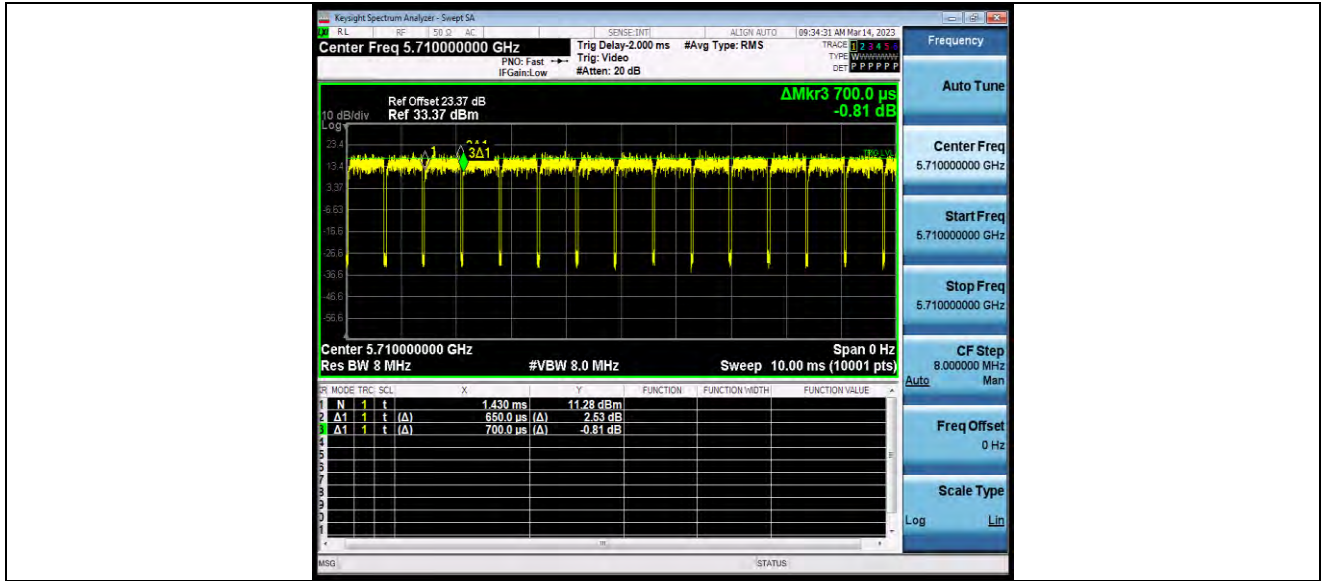 Keysight Spectrum Analyzer - Swept SA
RL RF 50 Ω AC SENSE:INT ALIGN AUTO 09:34:31 AM Mar 14, 2023
Center Freq 5.710000000 GHz
PNO: Fast
IFGain:Low
Trig Delay-2.000 ms
Trig: Video
#Atten: 20 dB
#Avg Type: RMS
TRACE 1 2 3 4 5 6
TYPE WWWWWW
DET P P P P P P
ΔMkr3 700.0 µs
-0.81 dB
Ref Offset 23.37 dB
10 dB/div Ref 33.37 dBm
Log
23.4
13.4
3.37
-6.63
-16.6
-26.6
-36.6
-46.6
-56.6
1
3Δ1
TRIG LVL
Center 5.710000000 GHz Span 0 Hz
Res BW 8 MHz #VBW 8.0 MHz Sweep 10.00 ms (10001 pts)
MODE TRC SCL X Y FUNCTION FUNCTION WIDTH FUNCTION VALUE
1 N 1 t 1.430 ms 11.28 dBm
2 Δ1 1 t (Δ) 650.0 µs (Δ) 2.53 dB
3 Δ1 1 t (Δ) 700.0 µs (Δ) -0.81 dB
4
5
6
7
8
9
MSG STATUS
Frequency
Auto Tune
Center Freq
5.710000000 GHz
Start Freq
5.710000000 GHz
Stop Freq
5.710000000 GHz
CF Step
8.000000 MHz
Auto Man
Freq Offset
0 Hz
Scale Type
Log Lin